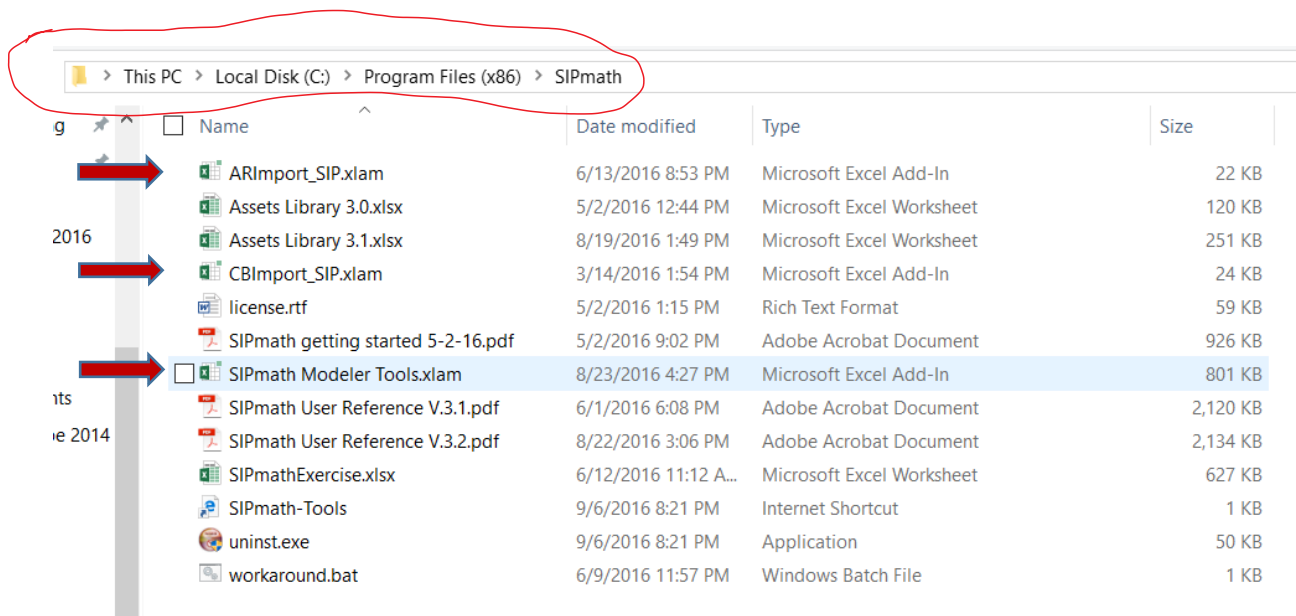 > This PC > Local Disk (C:) > Program Files (x86) > SIPmath
Name Date modified Type Size
ARImport_SIP.xlam 6/13/2016 8:53 PM Microsoft Excel Add-In 22 KB
Assets Library 3.0.xlsx 5/2/2016 12:44 PM Microsoft Excel Worksheet 120 KB
2016 Assets Library 3.1.xlsx 8/19/2016 1:49 PM Microsoft Excel Worksheet 251 KB
CBImport_SIP.xlam 3/14/2016 1:54 PM Microsoft Excel Add-In 24 KB
license.rtf 5/2/2016 1:15 PM Rich Text Format 59 KB
SIPmath getting started 5-2-16.pdf 5/2/2016 9:02 PM Adobe Acrobat Document 926 KB
SIPmath Modeler Tools.xlam 8/23/2016 4:27 PM Microsoft Excel Add-In 801 KB
SIPmath User Reference V.3.1.pdf 6/1/2016 6:08 PM Adobe Acrobat Document 2,120 KB
2014 SIPmath User Reference V.3.2.pdf 8/22/2016 3:06 PM Adobe Acrobat Document 2,134 KB
SIPmathExercise.xlsx 6/12/2016 11:12 A... Microsoft Excel Worksheet 627 KB
SIPmath-Tools 9/6/2016 8:21 PM Internet Shortcut 1 KB
uninst.exe 9/6/2016 8:21 PM Application 50 KB
workaround.bat 6/9/2016 11:57 PM Windows Batch File 1 KB